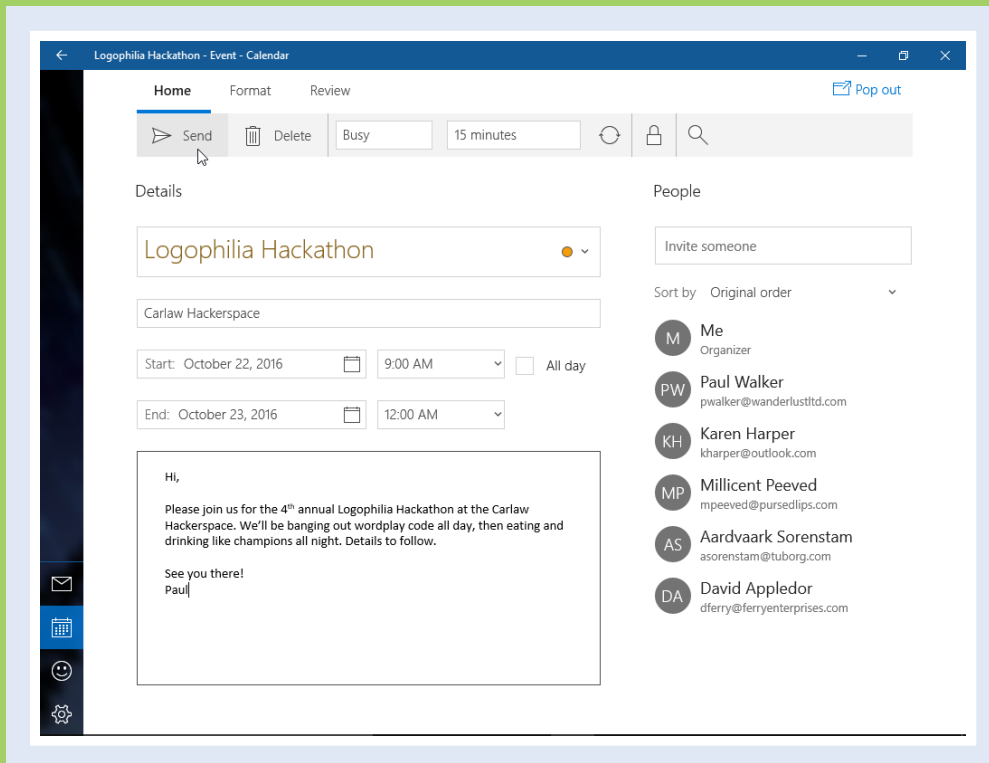 Logophilia Hackathon - Event - Calendar
Home Format Review Pop out
Send Delete Busy 15 minutes
Details
Logophilia Hackathon
Carlaw Hackerspace
Start: October 22, 2016 9:00 AM All day
End: October 23, 2016 12:00 AM
Hi,
Please join us for the 4th annual Logophilia Hackathon at the Carlaw
Hackerspace. We'll be banging out wordplay code all day, then eating and
drinking like champions all night. Details to follow.
See you there!
Paul
People
Invite someone
Sort by Original order
M Me
Organizer
PW Paul Walker
pwalker@wanderlustltd.com
KH Karen Harper
kharper@outlook.com
MP Millicent Peeved
mpeeved@pursedlips.com
AS Aardvaark Sorenstam
asorenstam@tuborg.com
DA David Appledor
dferry@ferryenterprises.com